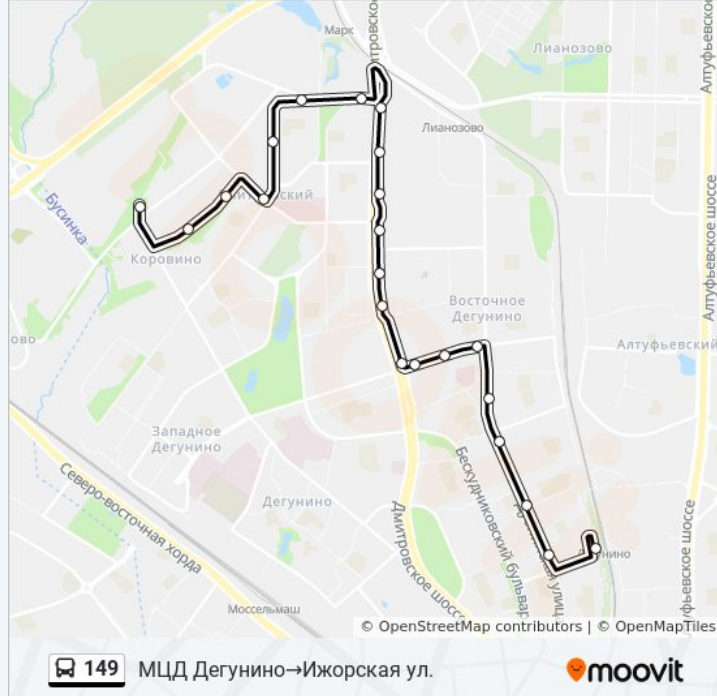 Марк
Лианозово
Алтуфьевское шоссе
Лианозово
Бусинка
Коровино
Восточное
Дегунино
Алтуфьевский
Алтуфьевское шоссе
Западное
Дегунино
Дегунино
Северо-восточная хорда
Бескудниковский бульвар
Дмитровское шоссе
Моссельмаш
© OpenStreetMap contributors | © OpenMapTiles
149 МЦД Дегунино→Ижорская ул.
moovit